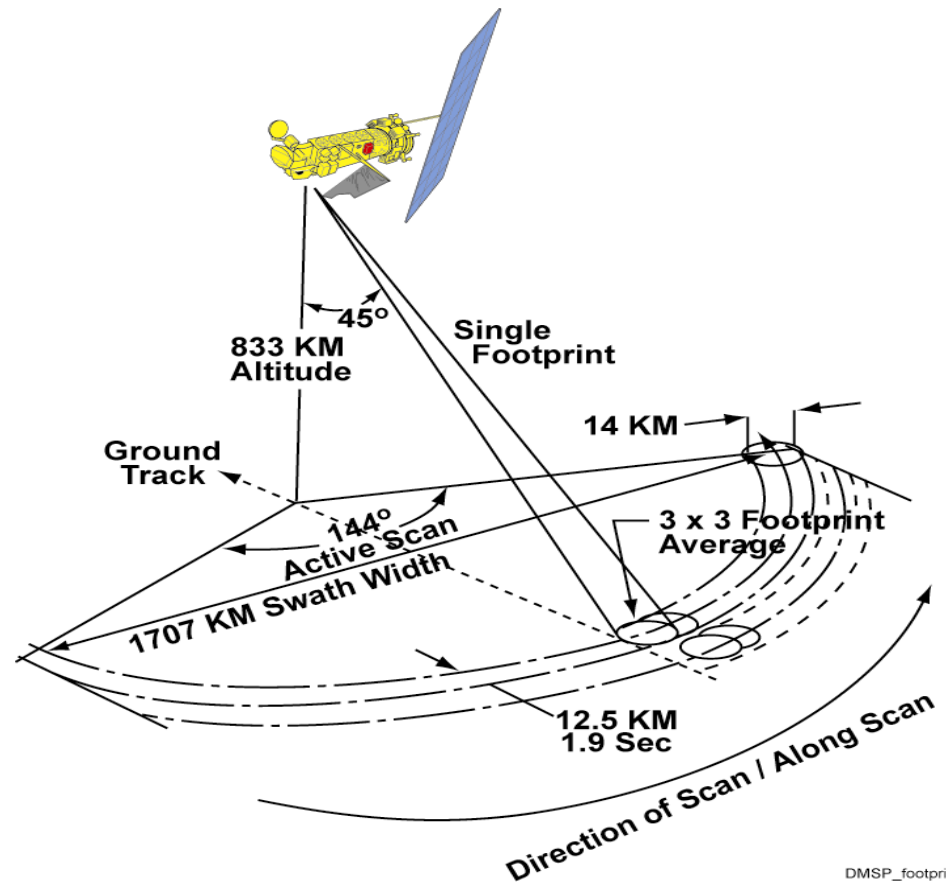 45°
833 KM
Altitude
Single
Footprint
14 KM
Ground
Track
144°
Active Scan
1707 KM Swath Width
3 x 3 Footprint
Average
12.5 KM
1.9 Sec
Direction of Scan / Along Scan
DMSP_footpri